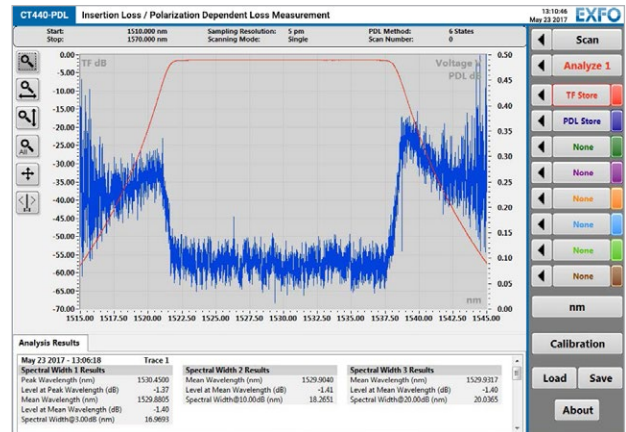 CT440-PDL Insertion Loss / Polarization Dependent Loss Measurement 13:10:46 May 23 2017 EXFO
Start: 1510.000 nm Sampling Resolution: 5 pm PDL Method: 6 States
Stop: 1570.000 nm Scanning Mode: Single Scan Number: 0
Scan
Analyze 1
TF Store
PDL Store
None
None
None
None
None
None
nm
Calibration
Load Save
About
All
TF dB
Voltage V
PDL dB
0.00
-5.00
-10.00
-15.00
-20.00
-25.00
-30.00
-35.00
-40.00
-45.00
-50.00
-55.00
-60.00
-65.00
-70.00
0.50
0.45
0.40
0.35
0.30
0.25
0.20
0.15
0.10
0.05
0.00
nm
1515.00 1517.50 1520.00 1522.50 1525.00 1527.50 1530.00 1532.50 1535.00 1537.50 1540.00 1542.50 1545.00
Analysis Results
May 23 2017 - 13:06:18 Trace 1
Spectral Width 1 Results
Peak Wavelength (nm) 1530.4500
Level at Peak Wavelength (dB) -1.37
Mean Wavelength (nm) 1529.8805
Level at Mean Wavelength (dB) -1.40
Spectral Width@3.00dB (nm) 16.9693
Spectral Width 2 Results
Mean Wavelength (nm) 1529.9040
Level at Mean Wavelength (dB) -1.41
Spectral Width@10.00dB (nm) 18.2651
Spectral Width 3 Results
Mean Wavelength (nm) 1529.9317
Level at Mean Wavelength (dB) -1.40
Spectral Width@20.00dB (nm) 20.0365